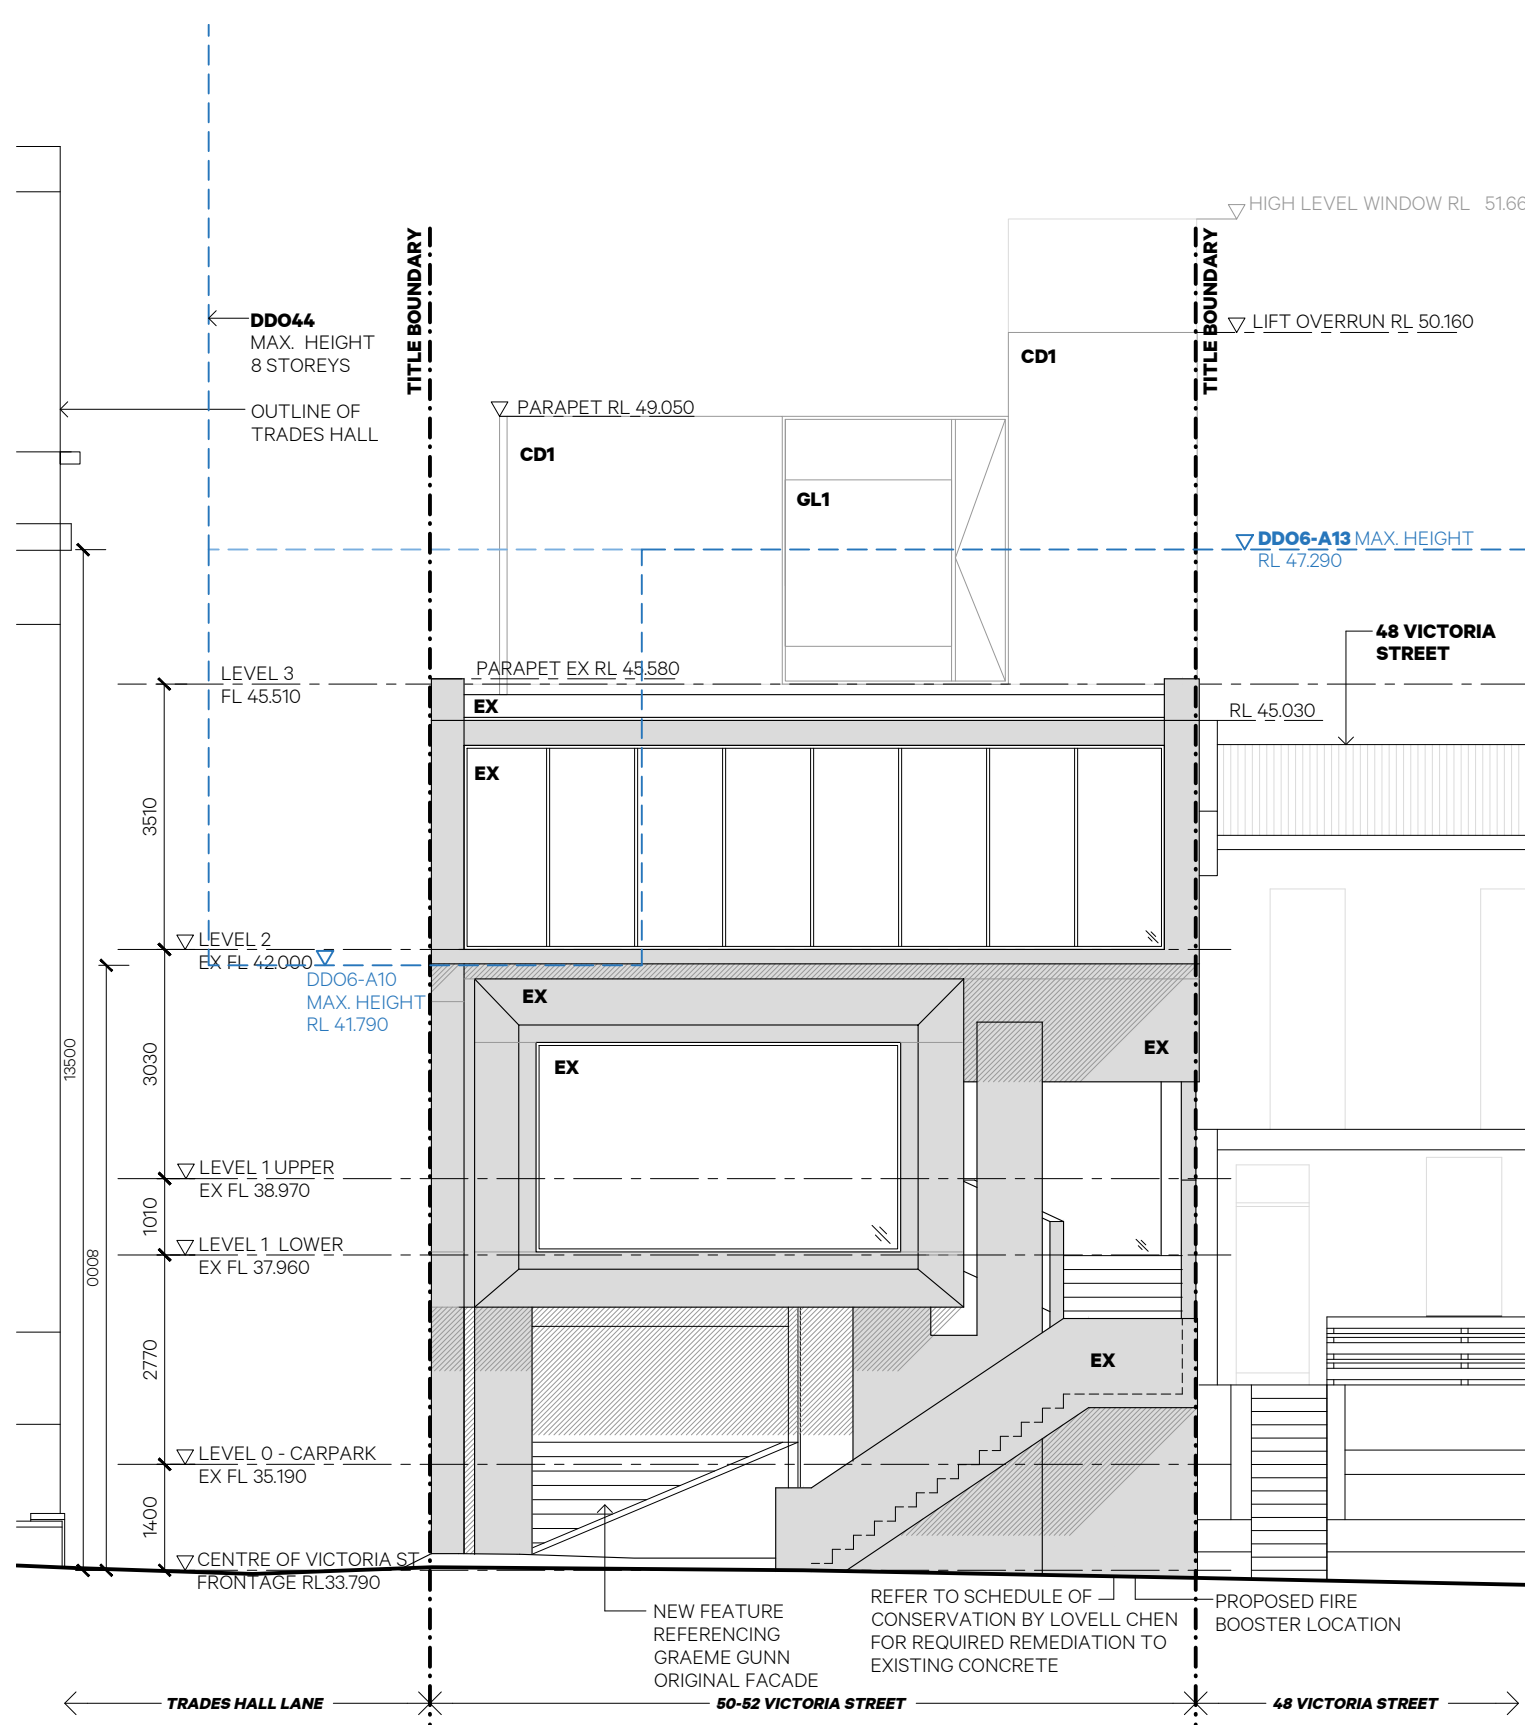 HIGH LEVEL WINDOW RL 51.66
TITLE BOUNDARY
TITLE BOUNDARY
DDO44
MAX. HEIGHT
8 STOREYS
LIFT OVERRUN RL 50.160
CD1
OUTLINE OF
TRADES HALL
PARAPET RL 49.050
CD1
GL1
DDO6-A13 MAX. HEIGHT
RL 47.290
48 VICTORIA
STREET
LEVEL 3
FL 45.510
PARAPET EX RL 45.580
EX
RL 45.030
EX
3510
LEVEL 2
EX FL 42.000
DDO6-A10
MAX. HEIGHT
RL 41.790
EX
EX
EX
13500
3030
LEVEL 1 UPPER
EX FL 38.970
1010
LEVEL 1 LOWER
EX FL 37.960
8000
2770
EX
LEVEL 0 - CARPARK
EX FL 35.190
1400
CENTRE OF VICTORIA ST
FRONTAGE RL33.790
NEW FEATURE
REFERENCING
GRAEME GUNN
ORIGINAL FACADE
REFER TO SCHEDULE OF
CONSERVATION BY LOVELL CHEN
FOR REQUIRED REMEDIATION TO
EXISTING CONCRETE
PROPOSED FIRE
BOOSTER LOCATION
TRADES HALL LANE
50-52 VICTORIA STREET
48 VICTORIA STREET